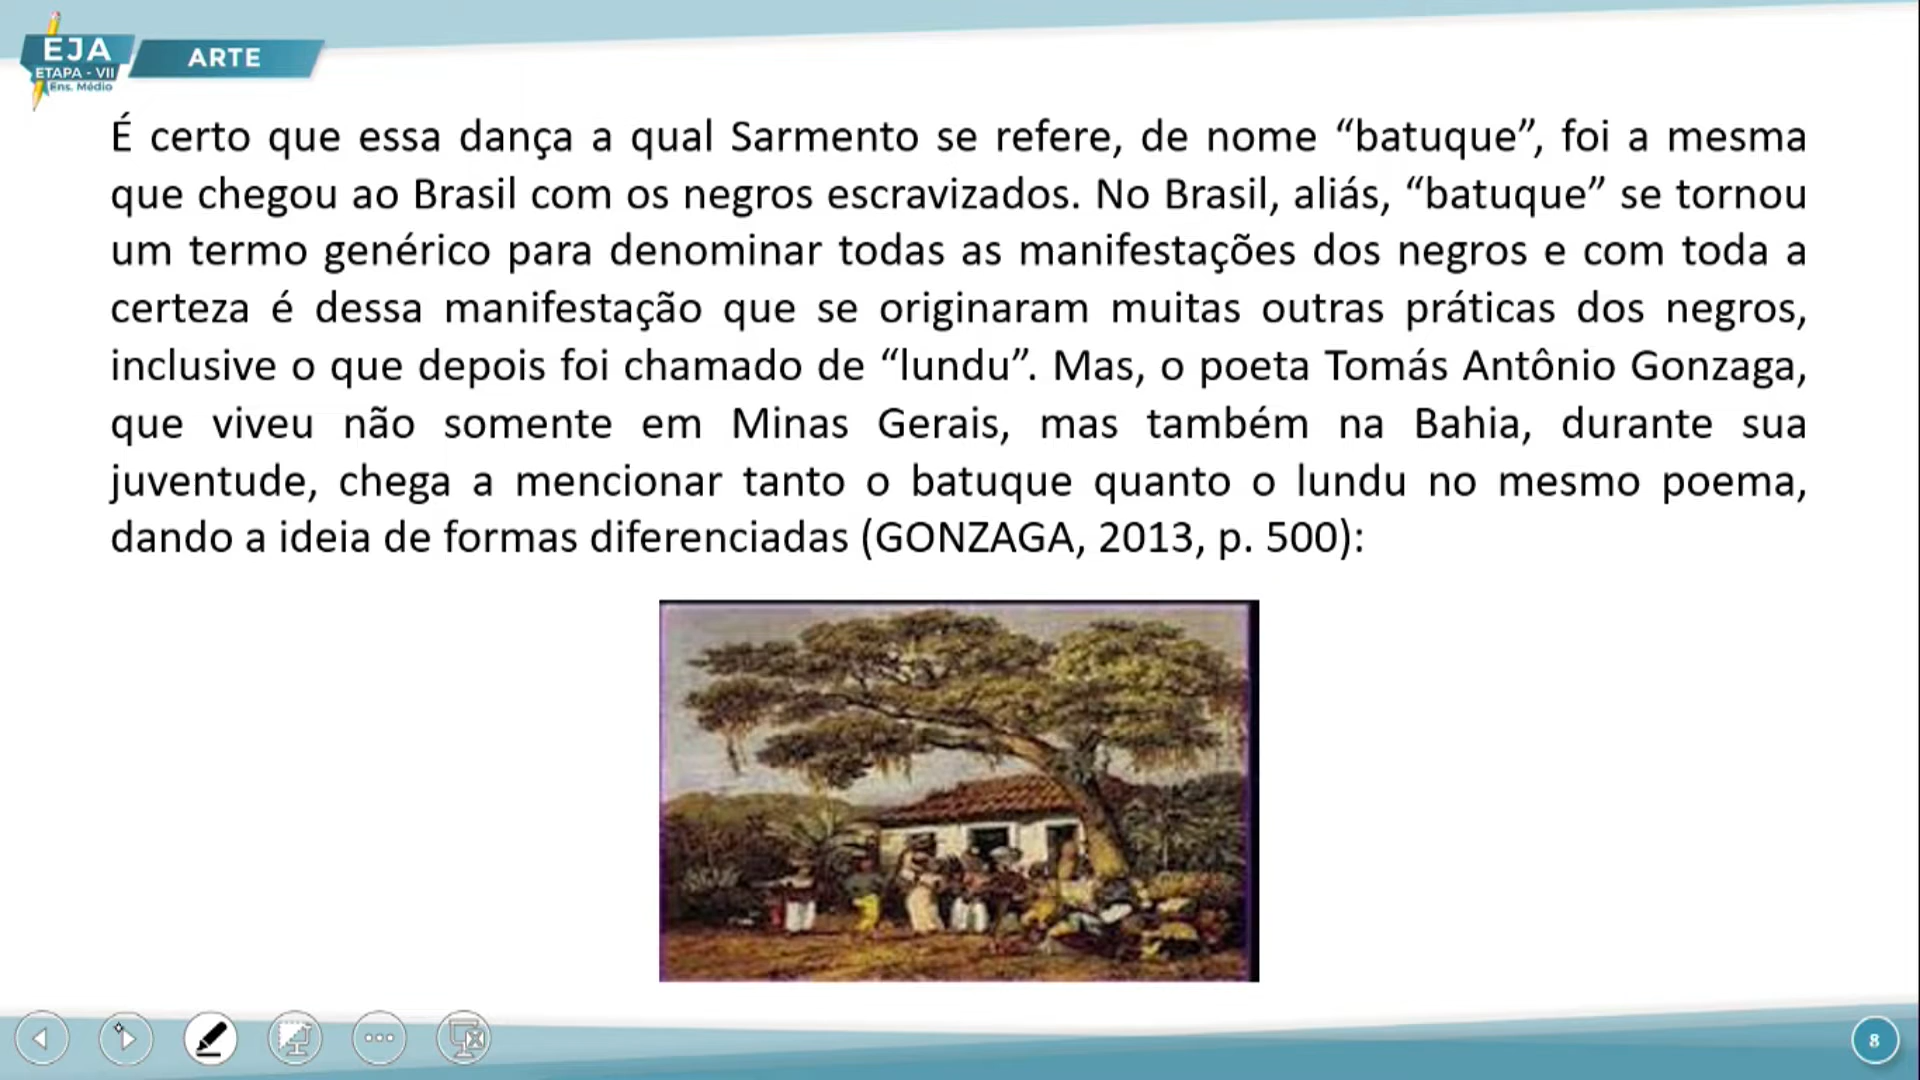 EJA
ETAPA - VII
Ens. Médio
ARTE
É certo que essa dança a qual Sarmento se refere, de nome “batuque”, foi a mesma
que chegou ao Brasil com os negros escravizados. No Brasil, aliás, “batuque” se tornou
um termo genérico para denominar todas as manifestações dos negros e com toda a
certeza é dessa manifestação que se originaram muitas outras práticas dos negros,
inclusive o que depois foi chamado de “lundu”. Mas, o poeta Tomás Antônio Gonzaga,
que viveu não somente em Minas Gerais, mas também na Bahia, durante sua
juventude, chega a mencionar tanto o batuque quanto o lundu no mesmo poema,
dando a ideia de formas diferenciadas (GONZAGA, 2013, p. 500):
8